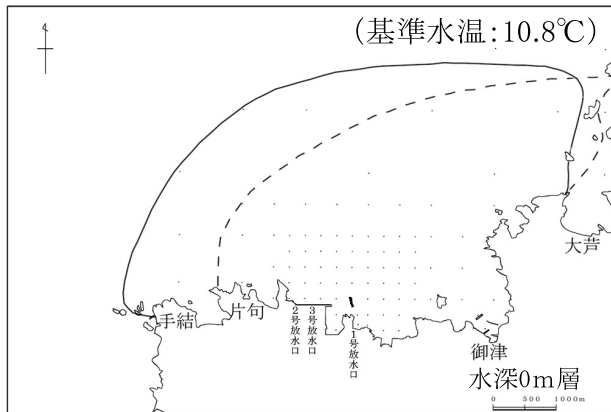 (基準水温:10.8℃)
大芦
手結
片句
2号放水口
3号放水口
1号放水口
御津
水深0m層
0 500 1000m